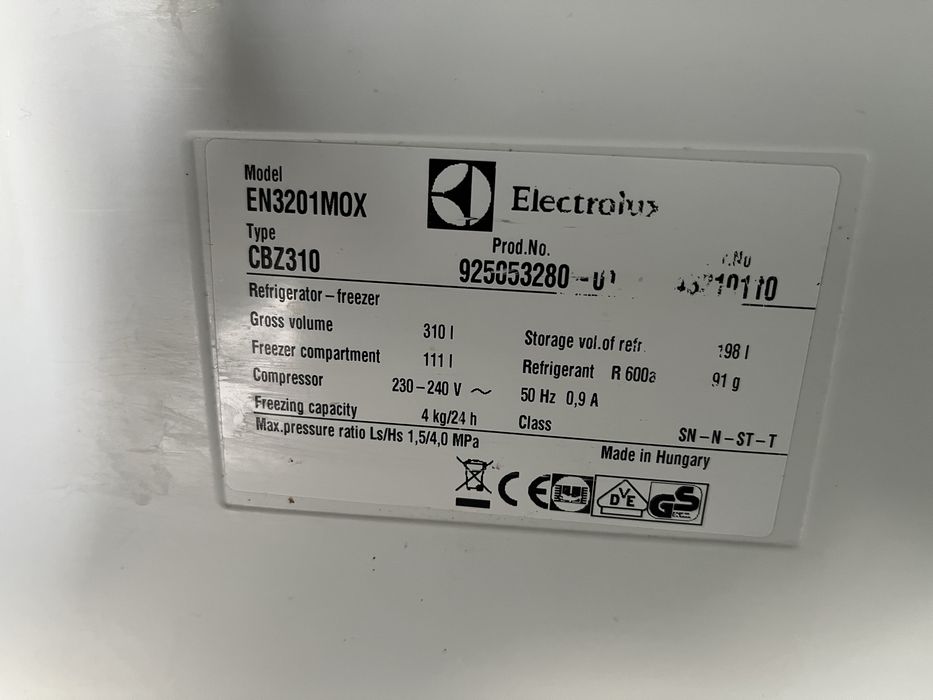 Model
EN3201MOX
Electrolux
Type
CBZ310
Prod.No.
925053280
Refrigerator-freezer
Gross volume 310 l
Storage vol.of refr. 198 l
Freezer compartment 111 l
Refrigerant R 600a 91 g
Compressor 230-240 V ~ 50 Hz 0,9 A
Freezing capacity 4 kg/24 h
Class SN-N-ST-T
Max.pressure ratio Ls/Hs 1,5/4,0 MPa
Made in Hungary
CE
DVE
GS